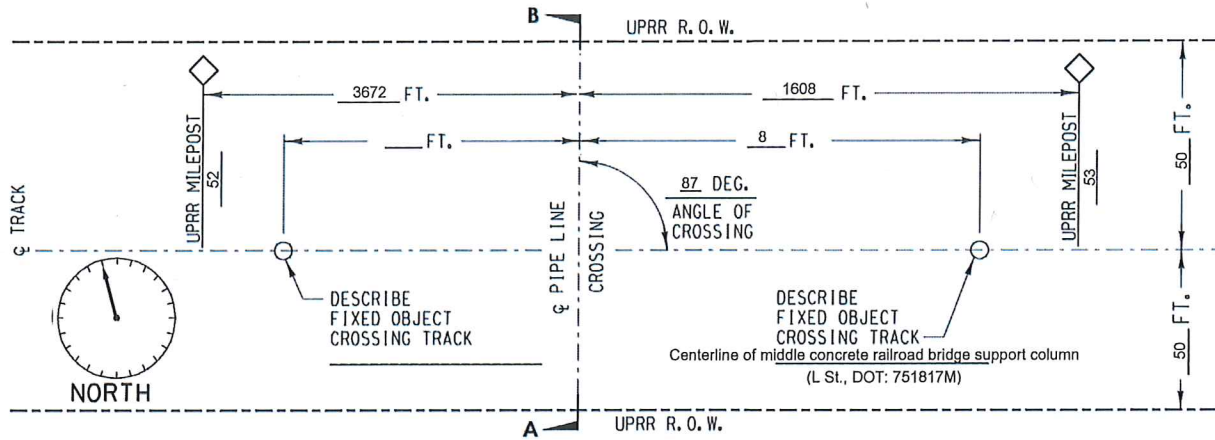 B
UPRR R.O.W.
3672 FT.
1608 FT.
FT.
8 FT.
UPRR MILEPOST
52
87 DEG.
ANGLE OF
CROSSING
UPRR MILEPOST
53
50 FT.
℄ TRACK
℄ PIPE LINE
CROSSING
DESCRIBE
FIXED OBJECT
CROSSING TRACK
DESCRIBE
FIXED OBJECT
CROSSING TRACK
Centerline of middle concrete railroad bridge support column
(L St., DOT: 751817M)
50 FT.
NORTH
A
UPRR R.O.W.